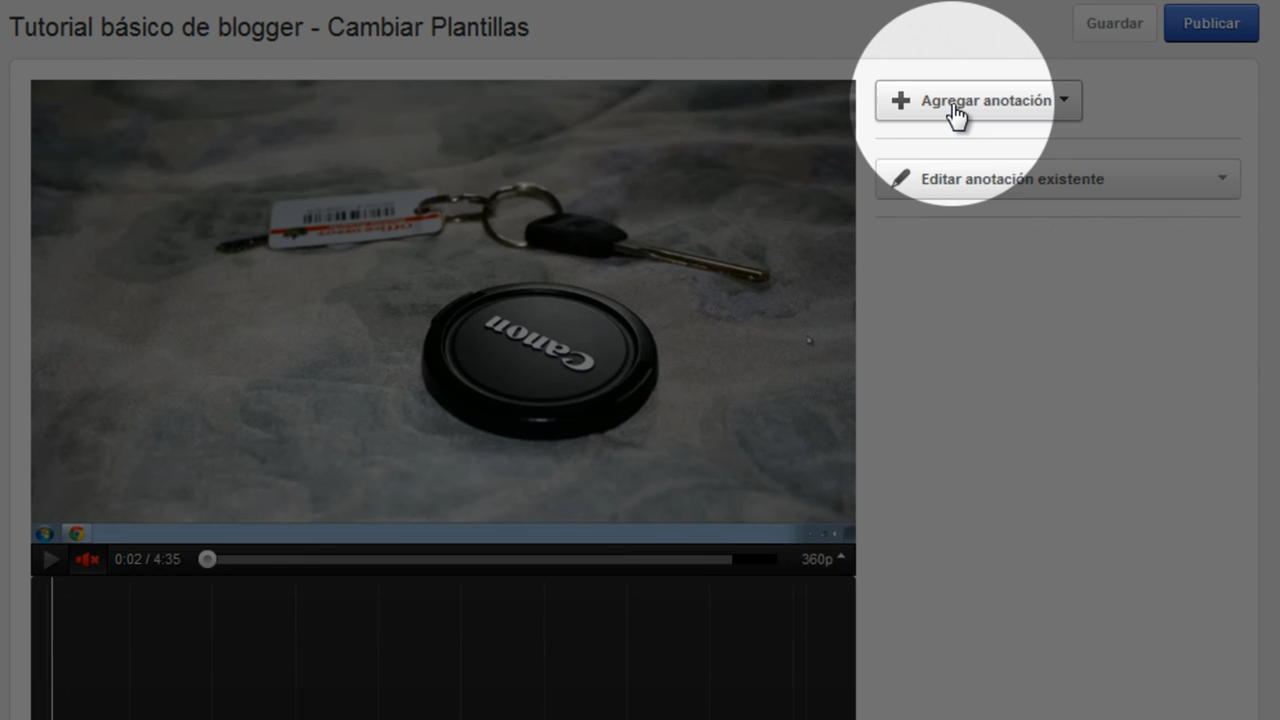 Tutorial básico de blogger - Cambiar Plantillas
Guardar
Publicar
Agregar anotación
Editar anotación existente
Canon
0:02 / 4:35
360p